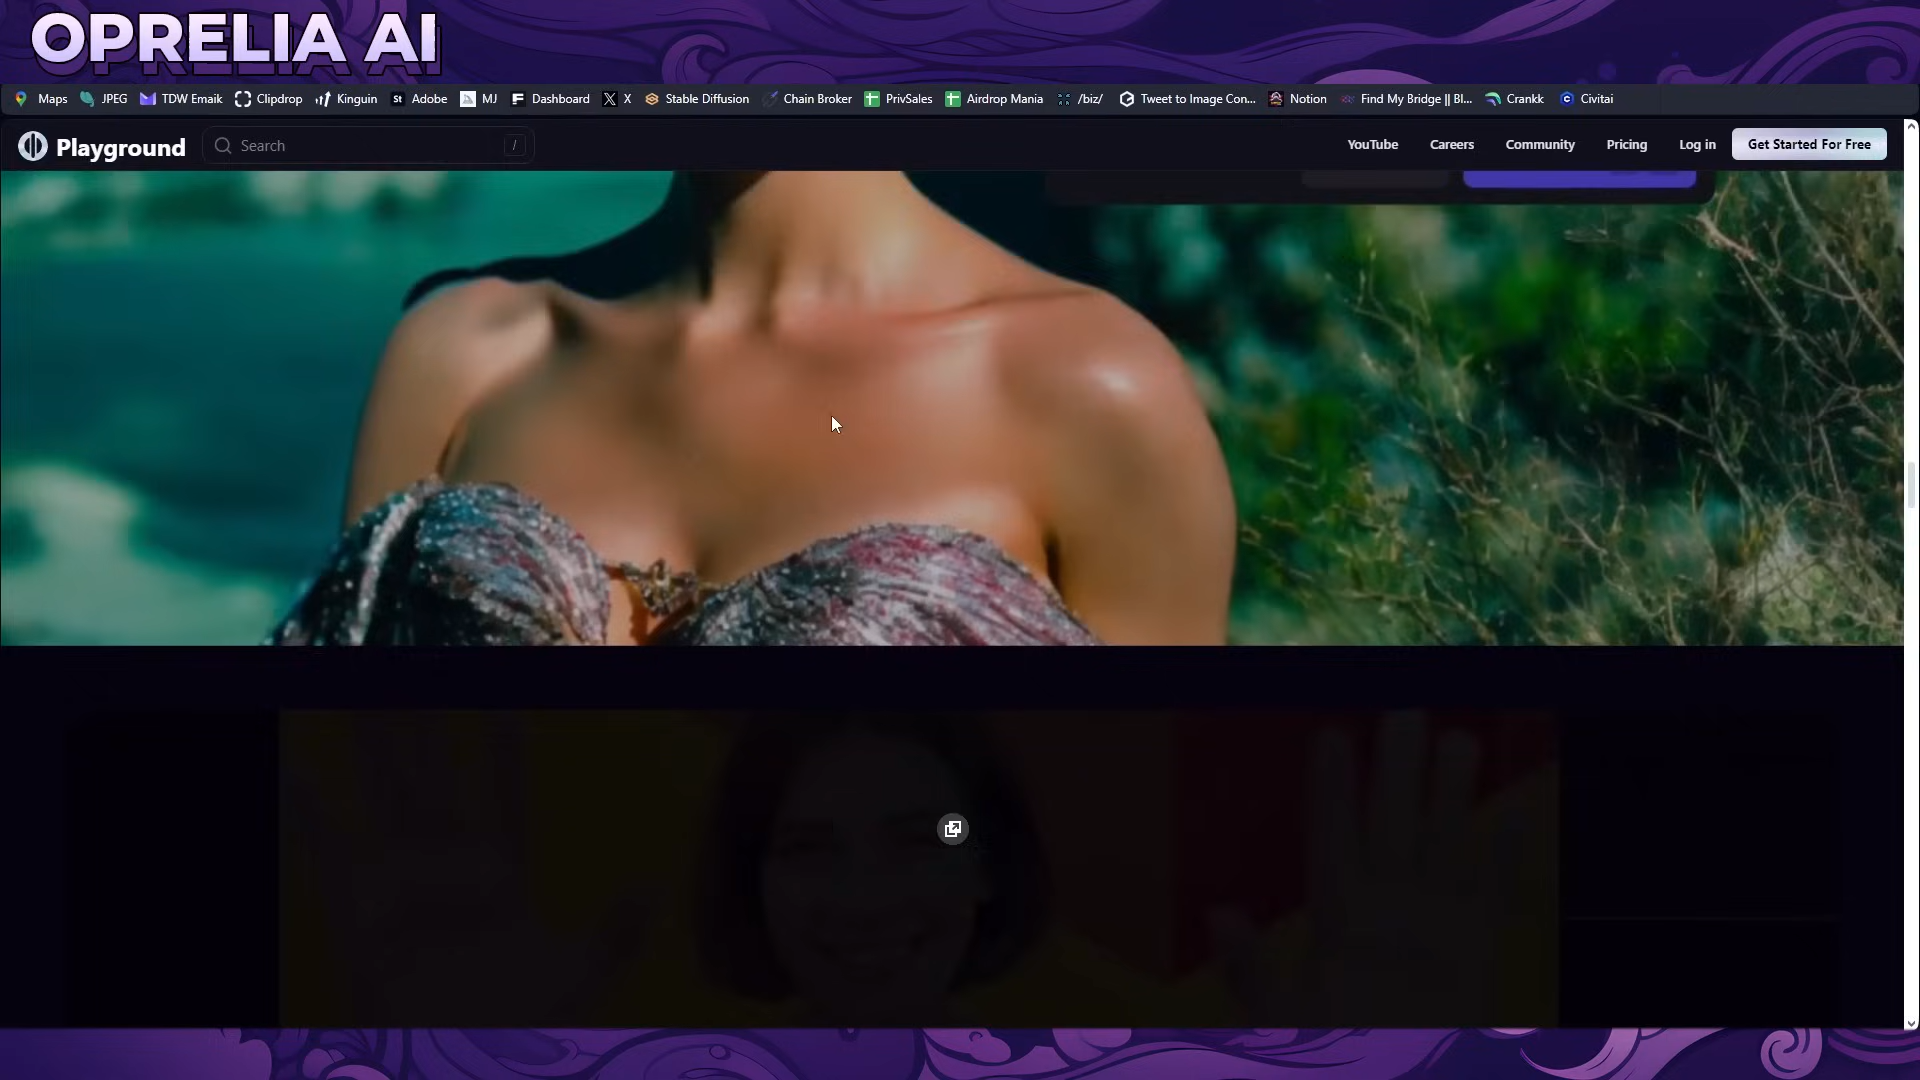 OPRELIA AI
Maps JPEG TDW Emaik Clipdrop Kinguin St Adobe MJ Dashboard X Stable Diffusion Chain Broker PrivSales Airdrop Mania /biz/ Tweet to Image Con... Notion Find My Bridge || Bl... Crankk Civitai
Playground Search / YouTube Careers Community Pricing Log in Get Started For Free